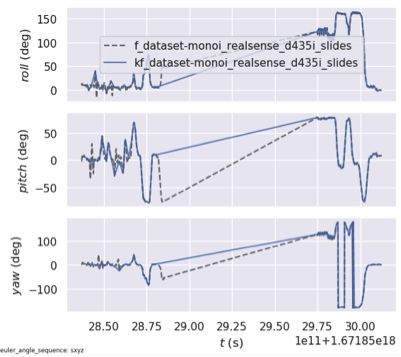 150
100
50
0
roll (deg)
f_dataset-monoi_realsense_d435i_slides
kf_dataset-monoi_realsense_d435i_slides
50
0
−50
pitch (deg)
100
0
−100
yaw (deg)
28.50 28.75 29.00 29.25 29.50 29.75 30.00
t (s)
1e11+1.67185e18
euler_angle_sequence: sxyz